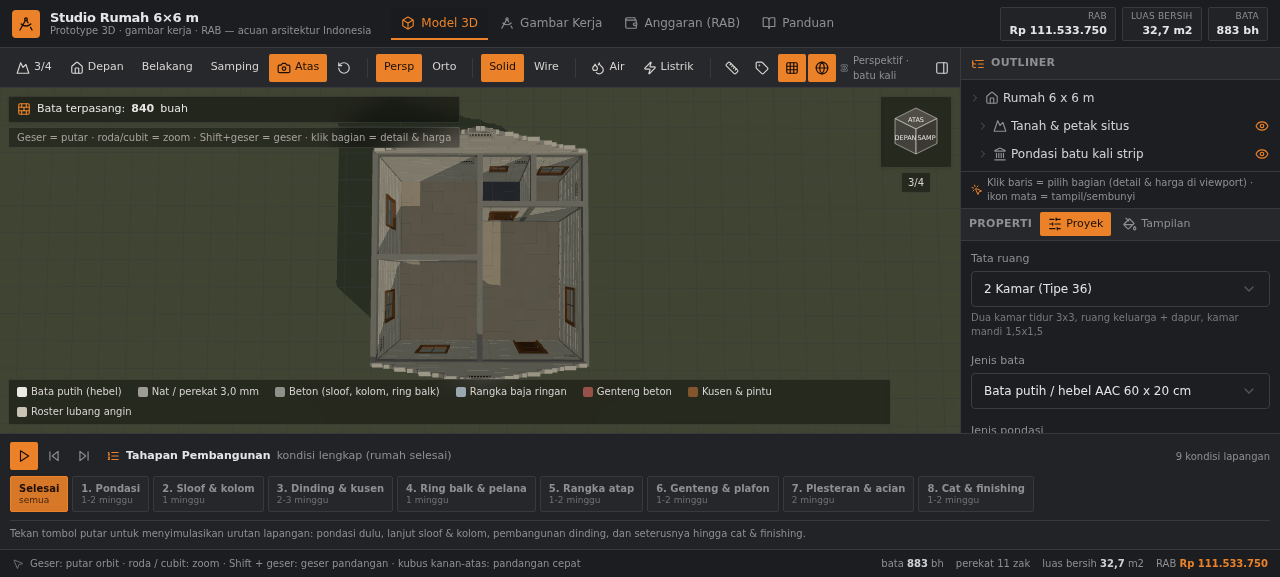 Studio Rumah 6×6 m
Prototype 3D · gambar kerja · RAB — acuan arsitektur Indonesia
Model 3D
Gambar Kerja
Anggaran (RAB)
Panduan
RAB
Rp 111.533.750
LUAS BERSIH
32,7 m2
BATA
883 bh
3/4
Depan
Belakang
Samping
Atas
Persp
Orto
Solid
Wire
Air
Listrik
Perspektif ·
batu kali
OUTLINER
Rumah 6 x 6 m
Tanah & petak situs
Pondasi batu kali strip
Klik baris = pilih bagian (detail & harga di viewport) ·
ikon mata = tampil/sembunyi
PROPERTI
Proyek
Tampilan
Tata ruang
2 Kamar (Tipe 36)
Dua kamar tidur 3x3, ruang keluarga + dapur, kamar
mandi 1,5x1,5
Jenis bata
Bata putih / hebel AAC 60 x 20 cm
Jenis pondasi
Bata terpasang: 840 buah
Geser = putar · roda/cubit = zoom · Shift+geser = geser · klik bagian = detail & harga
ATAS
DEPAN
SAMP
3/4
Bata putih (hebel)
Nat / perekat 3,0 mm
Beton (sloof, kolom, ring balk)
Rangka baja ringan
Genteng beton
Kusen & pintu
Roster lubang angin
Tahapan Pembangunan kondisi lengkap (rumah selesai)
9 kondisi lapangan
Selesai
semua
1. Pondasi
1-2 minggu
2. Sloof & kolom
1 minggu
3. Dinding & kusen
2-3 minggu
4. Ring balk & pelana
1 minggu
5. Rangka atap
1-2 minggu
6. Genteng & plafon
1-2 minggu
7. Plesteran & acian
2 minggu
8. Cat & finishing
1-2 minggu
Tekan tombol putar untuk menyimulasikan urutan lapangan: pondasi dulu, lanjut sloof & kolom, pembangunan dinding, dan seterusnya hingga cat & finishing.
Geser: putar orbit · roda / cubit: zoom · Shift + geser: geser pandangan · kubus kanan-atas: pandangan cepat
bata 883 bh
perekat 11 zak
luas bersih 32,7 m2
RAB Rp 111.533.750